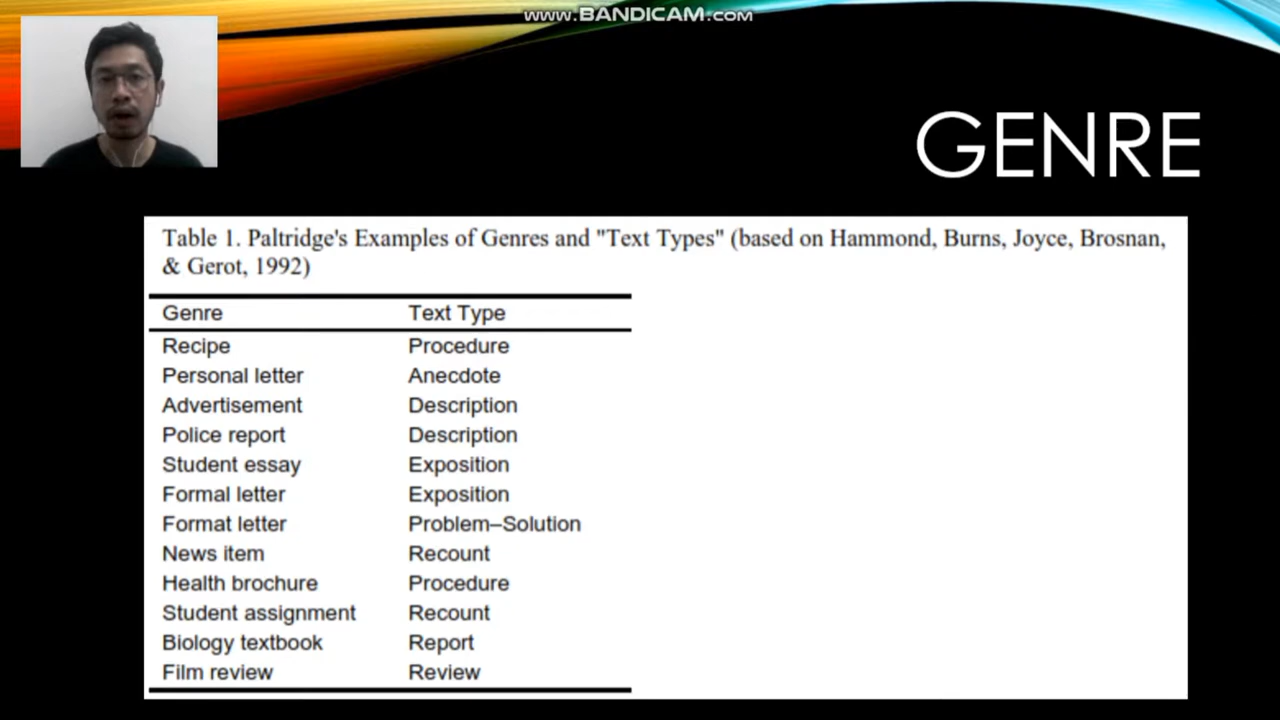 www.BANDICAM.com
GENRE
Table 1. Paltridge's Examples of Genres and "Text Types" (based on Hammond, Burns, Joyce, Brosnan,
& Gerot, 1992)
Genre Text Type
Recipe Procedure
Personal letter Anecdote
Advertisement Description
Police report Description
Student essay Exposition
Formal letter Exposition
Format letter Problem–Solution
News item Recount
Health brochure Procedure
Student assignment Recount
Biology textbook Report
Film review Review